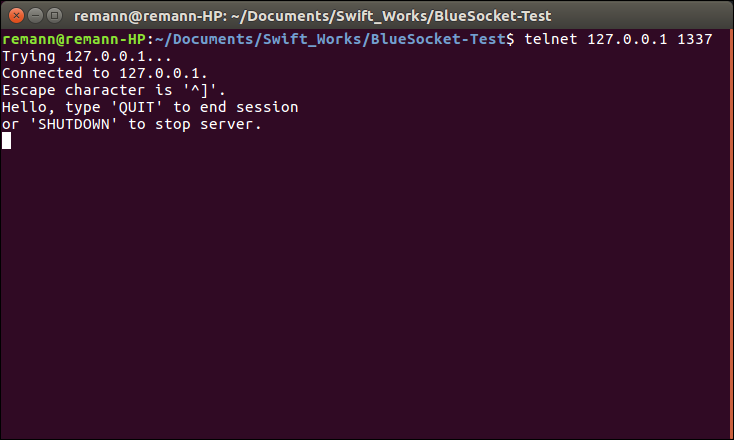 remann@remann-HP: ~/Documents/Swift_Works/BlueSocket-Test
remann@remann-HP:~/Documents/Swift_Works/BlueSocket-Test$ telnet 127.0.0.1 1337
Trying 127.0.0.1...
Connected to 127.0.0.1.
Escape character is '^]'.
Hello, type 'QUIT' to end session
or 'SHUTDOWN' to stop server.